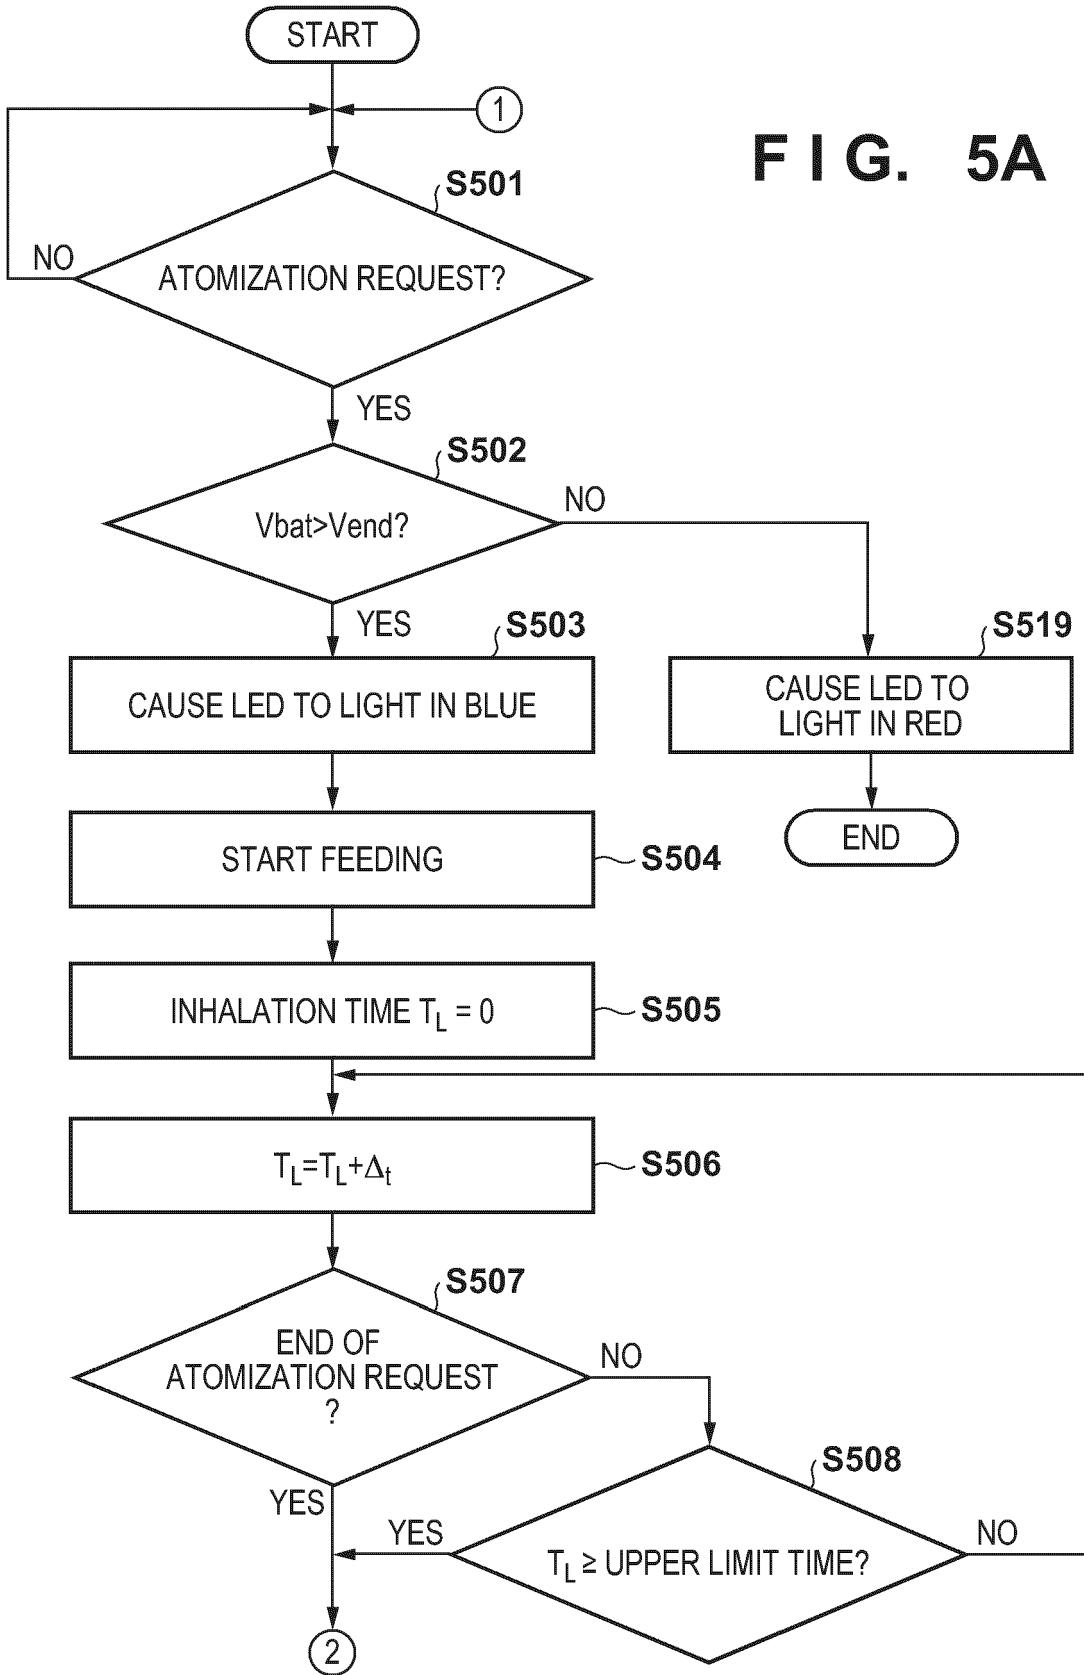 START
1
FIG. 5A
S501
NO
ATOMIZATION REQUEST?
YES
S502
NO
Vbat>Vend?
YES
S503
S519
CAUSE LED TO LIGHT IN BLUE
CAUSE LED TO
LIGHT IN RED
START FEEDING
S504
END
INHALATION TIME TL = 0
S505
TL=TL+Δt
S506
S507
END OF
ATOMIZATION REQUEST
?
NO
S508
YES
YES
NO
TL ≥ UPPER LIMIT TIME?
2